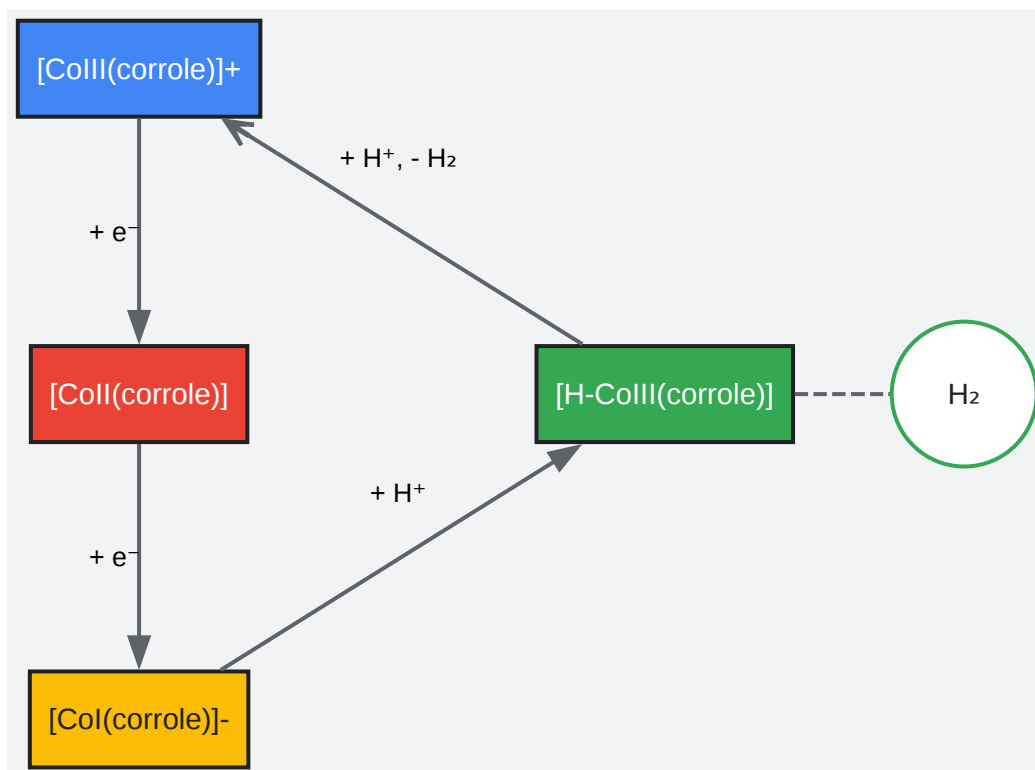 [CoIII(corrole)]+
+ H⁺, - H₂
+ e⁻
[CoII(corrole)]
[H-CoIII(corrole)]
H₂
+ H⁺
+ e⁻
[CoI(corrole)]-